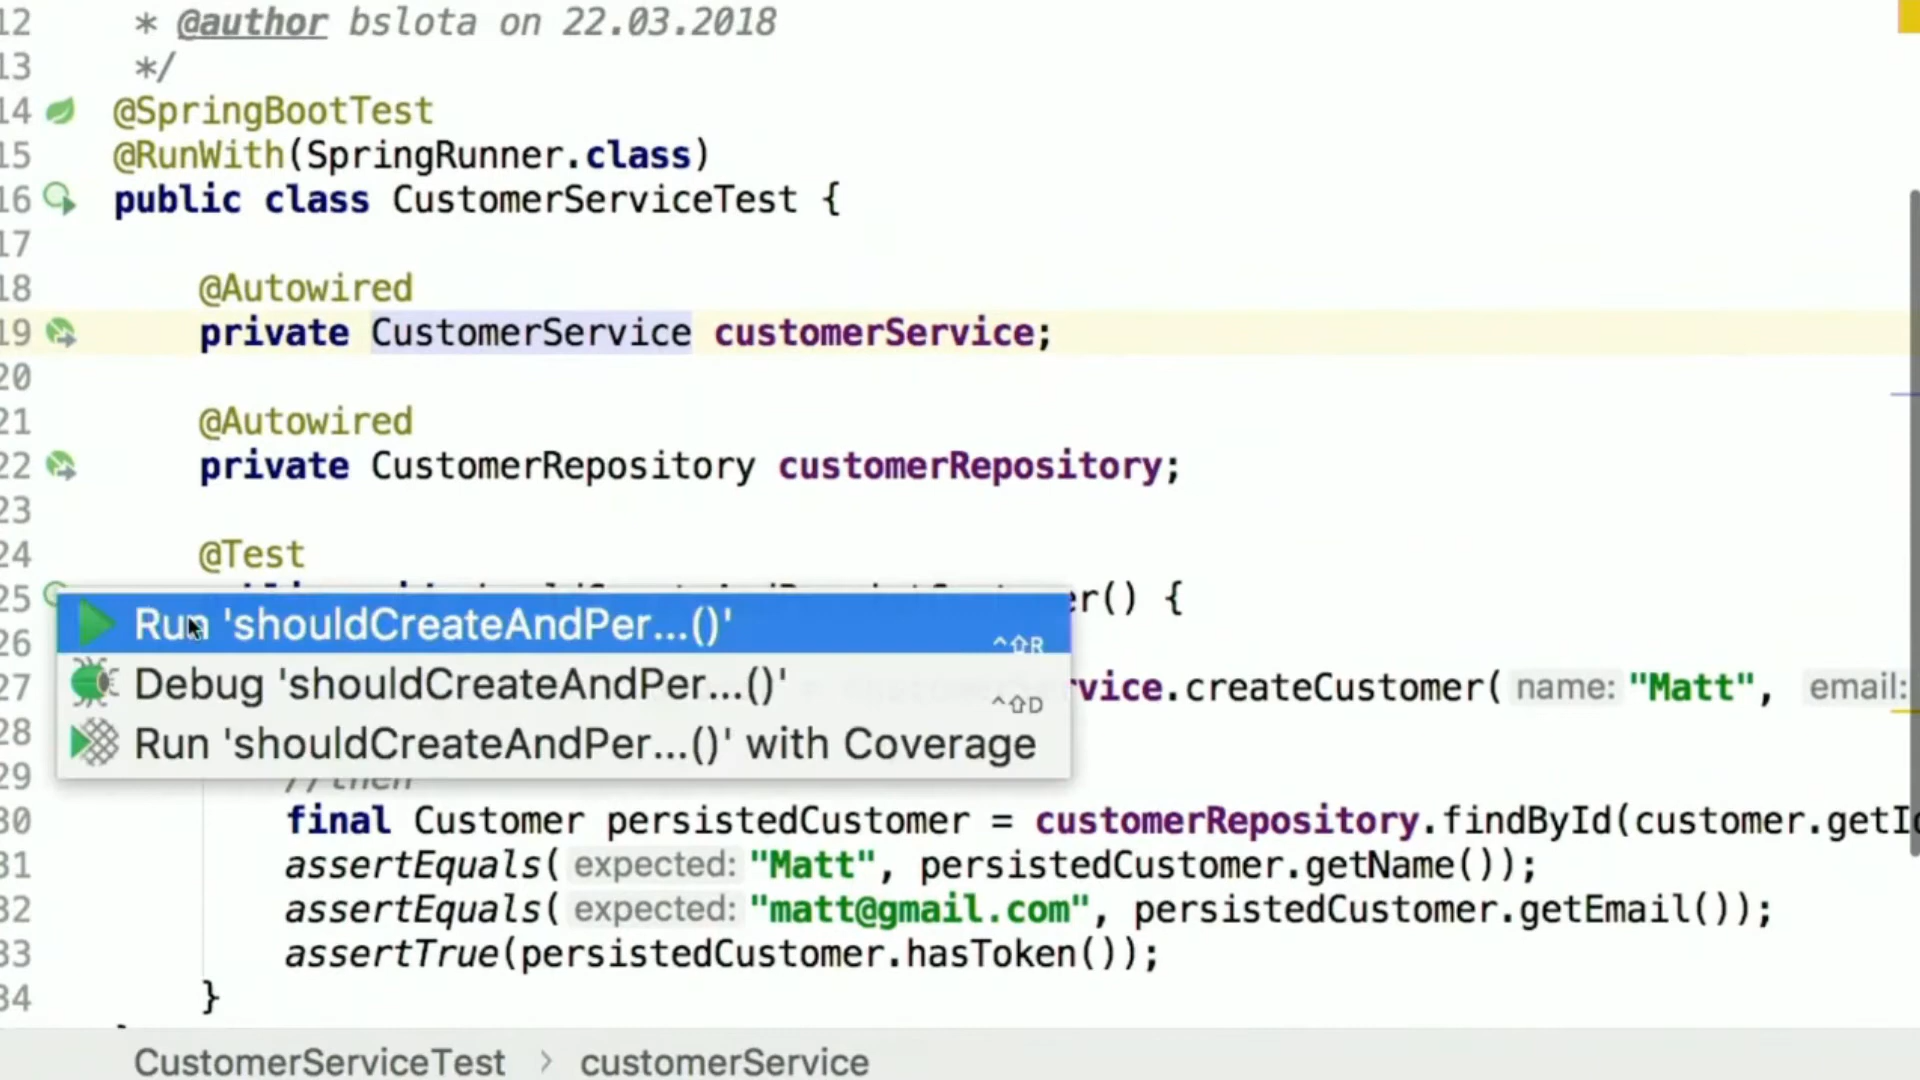 12 * @author bslota on 22.03.2018
13 */
14 @SpringBootTest
15 @RunWith(SpringRunner.class)
16 public class CustomerServiceTest {
17
18 @Autowired
19 private CustomerService customerService;
20
21 @Autowired
22 private CustomerRepository customerRepository;
23
24 @Test
25 er() {
Run 'shouldCreateAndPer...()' ^⇧R
26
Debug 'shouldCreateAndPer...()' ^⇧D
27 vice.createCustomer( name: "Matt", email:
28
Run 'shouldCreateAndPer...()' with Coverage
29 //then
30 final Customer persistedCustomer = customerRepository.findById(customer.getI
31 assertEquals( expected: "Matt", persistedCustomer.getName());
32 assertEquals( expected: "matt@gmail.com", persistedCustomer.getEmail());
33 assertTrue(persistedCustomer.hasToken());
34 }
CustomerServiceTest > customerService